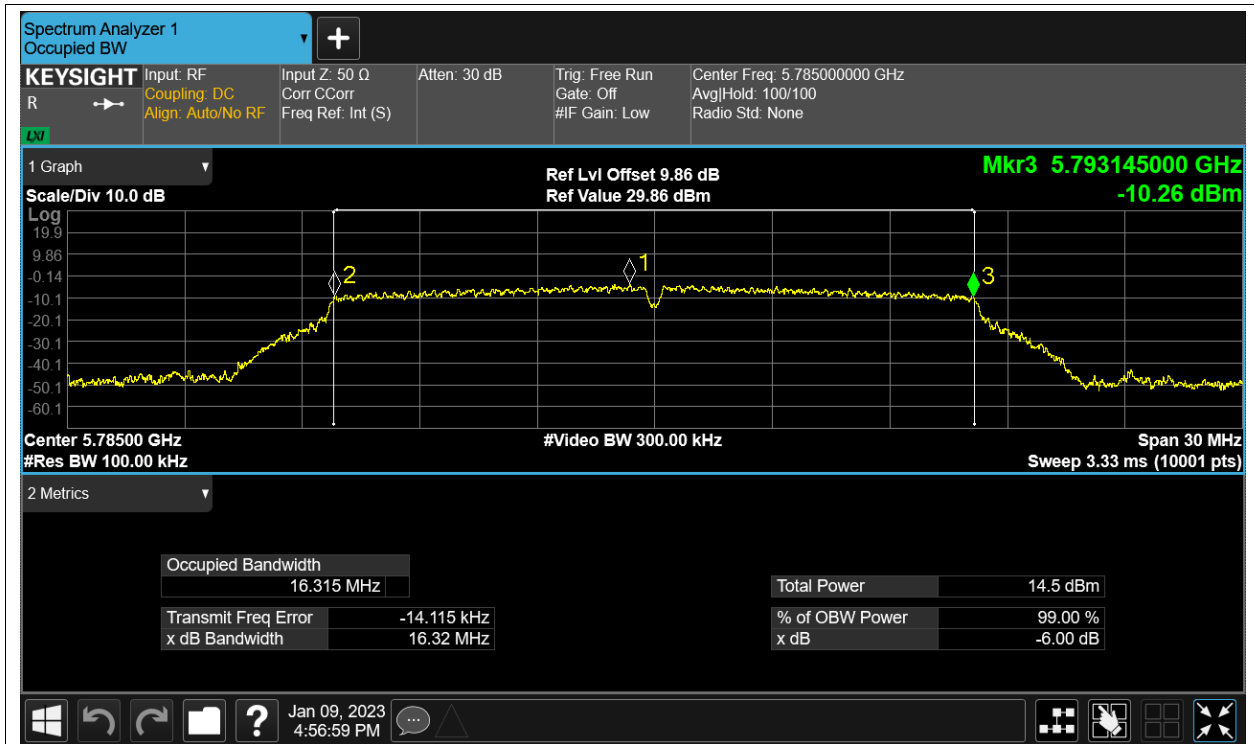 Spectrum Analyzer 1
Occupied BW
KEYSIGHT
R
LXI
Input: RF
Coupling: DC
Align: Auto/No RF
Input Z: 50 Ω
Corr CCorr
Freq Ref: Int (S)
Atten: 30 dB
Trig: Free Run
Gate: Off
#IF Gain: Low
Center Freq: 5.785000000 GHz
Avg|Hold: 100/100
Radio Std: None
1 Graph
Scale/Div 10.0 dB
Ref Lvl Offset 9.86 dB
Ref Value 29.86 dBm
Mkr3 5.793145000 GHz
-10.26 dBm
Log
19.9
9.86
-0.14
-10.1
-20.1
-30.1
-40.1
-50.1
-60.1
2
1
3
Center 5.78500 GHz
#Res BW 100.00 kHz
#Video BW 300.00 kHz
Span 30 MHz
Sweep 3.33 ms (10001 pts)
2 Metrics
Occupied Bandwidth
16.315 MHz
Transmit Freq Error -14.115 kHz
x dB Bandwidth 16.32 MHz
Total Power 14.5 dBm
% of OBW Power 99.00 %
x dB -6.00 dB
?
Jan 09, 2023
4:56:59 PM